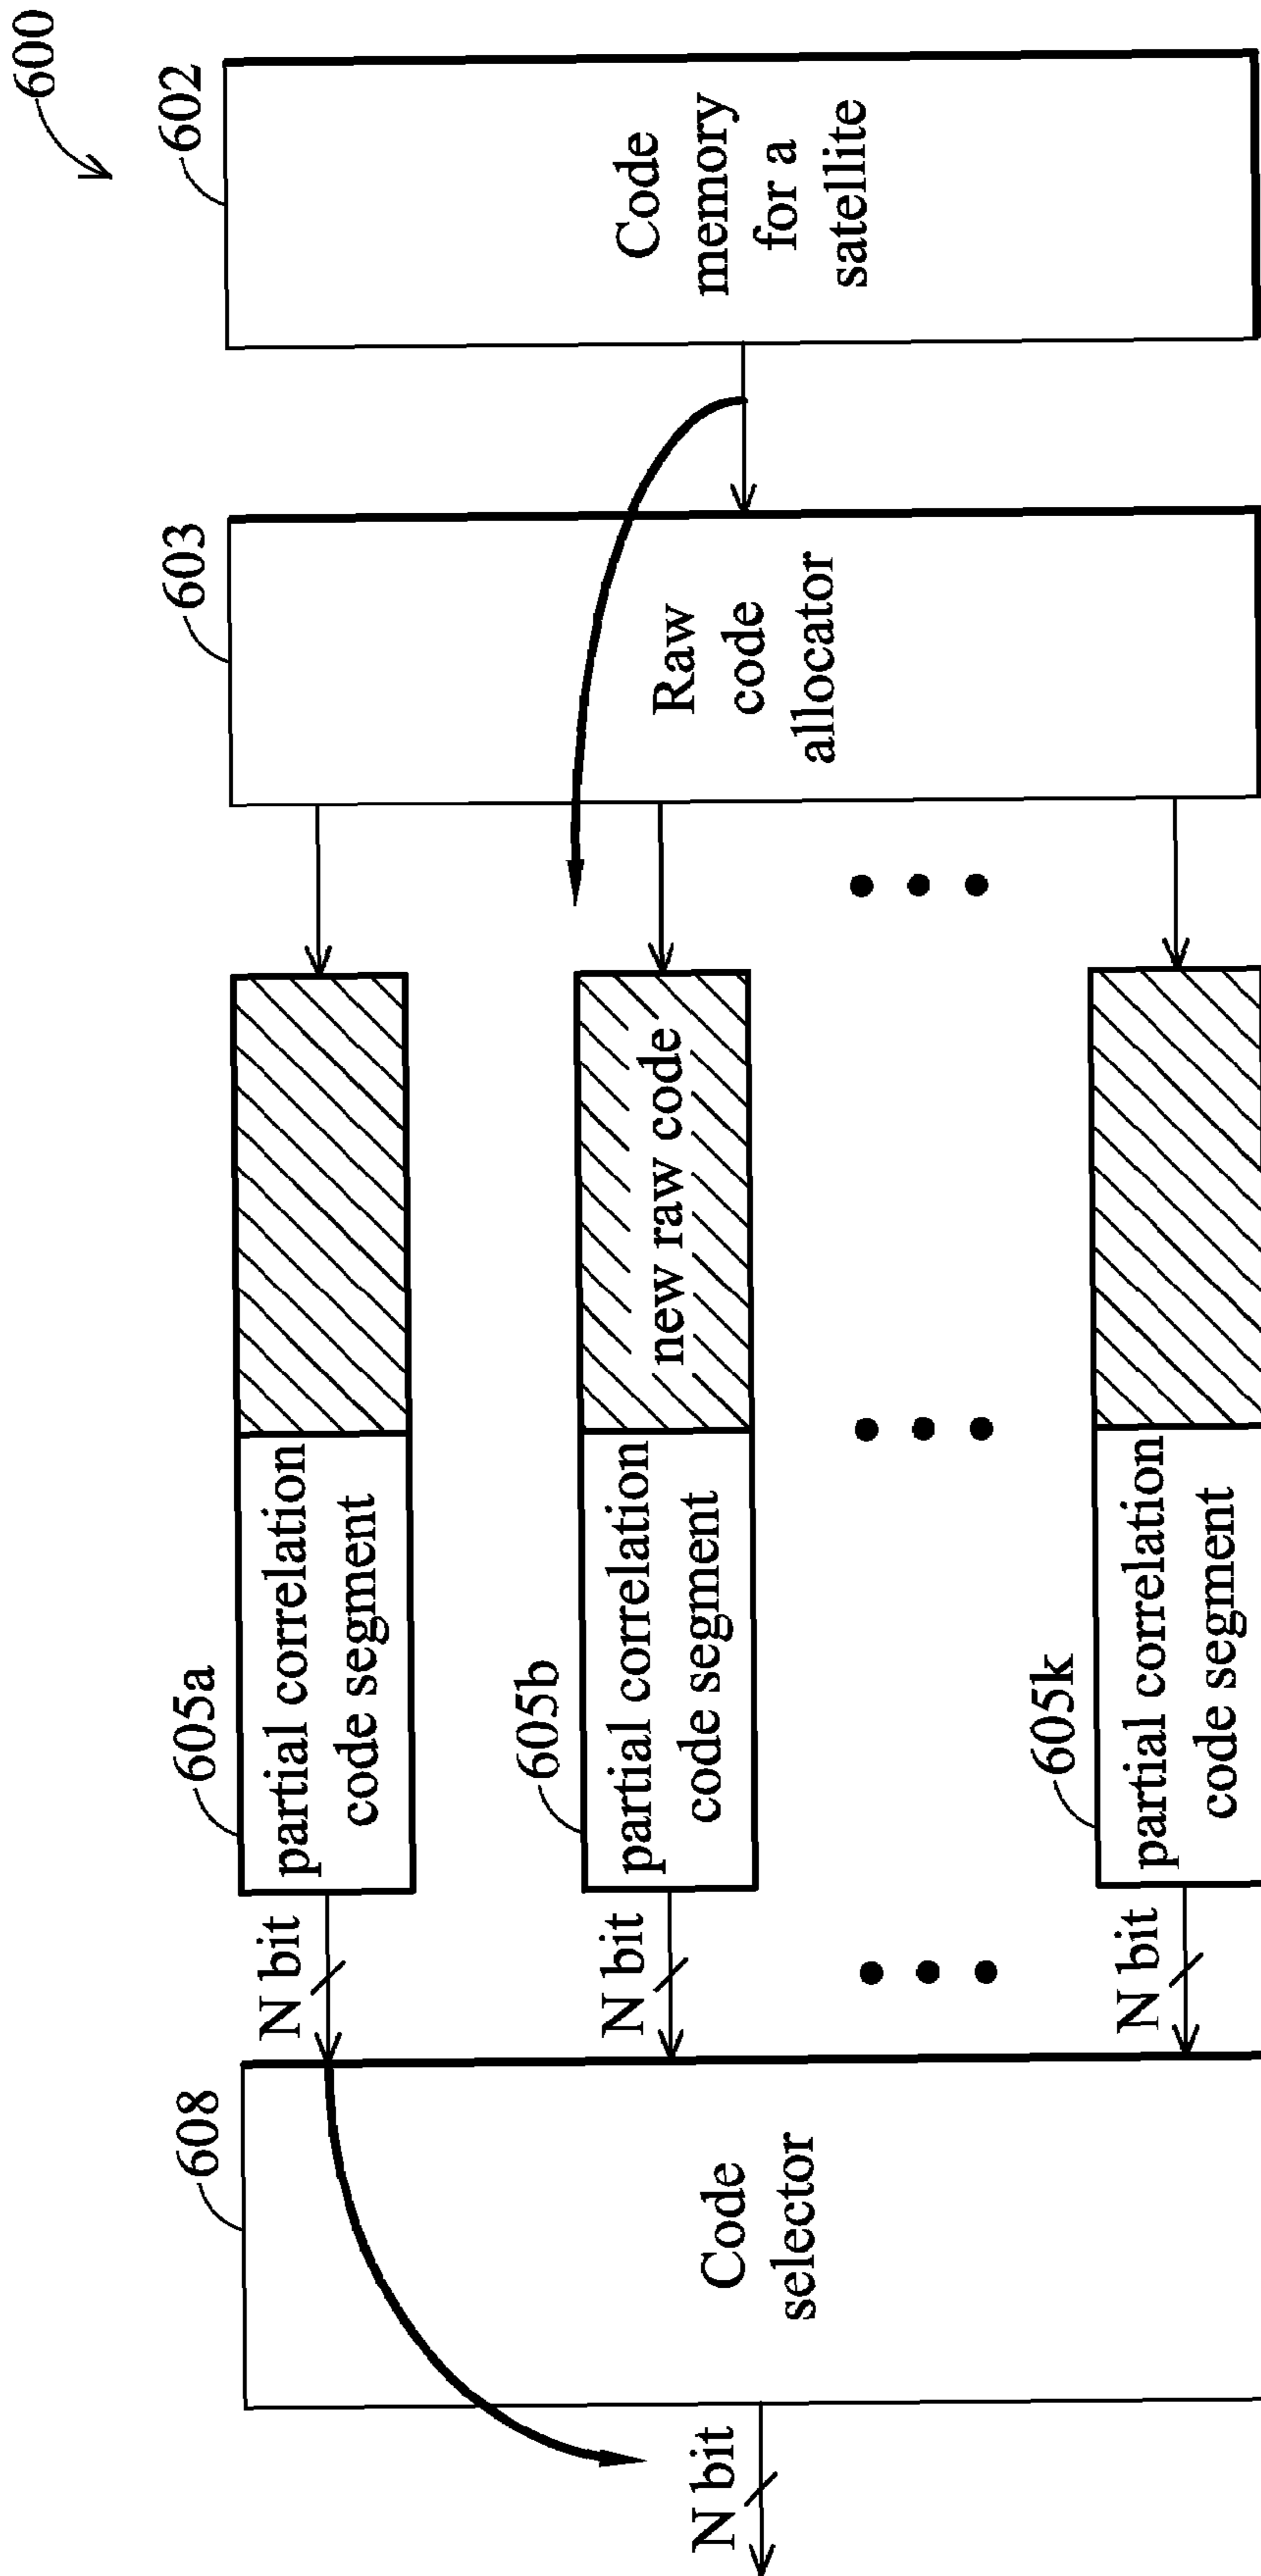 600
602
Code
memory
for a
satellite
603
Raw
code
allocator
new raw code
605a
partial correlation
code segment
605b
partial correlation
code segment
605k
partial correlation
code segment
N bit
N bit
N bit
608
Code
selector
N bit